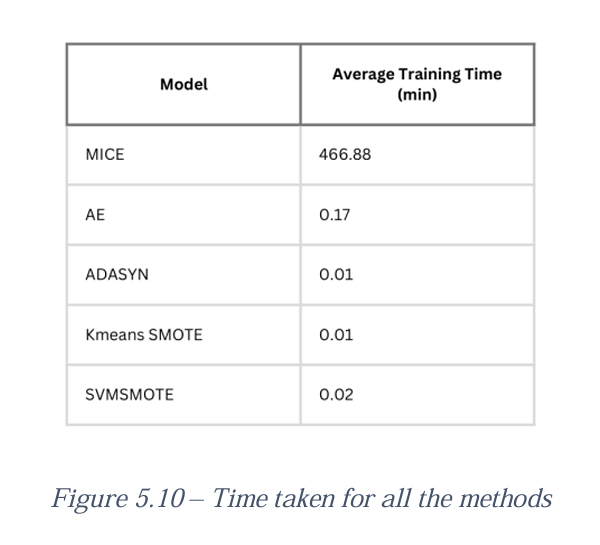 Model
Average Training Time
(min)
MICE
466.88
AE
0.17
ADASYN
0.01
Kmeans SMOTE
0.01
SVMSMOTE
0.02
Figure 5.10 – Time taken for all the methods